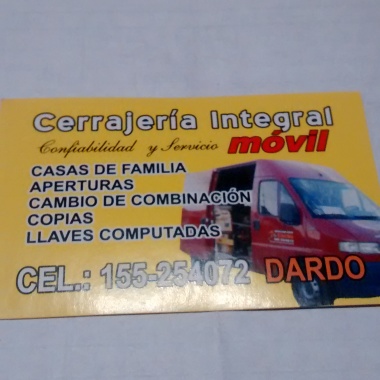 Cerrajería Integral
Confiabilidad y Servicio móvil
CASAS DE FAMILIA
APERTURAS
CAMBIO DE COMBINACIÓN
COPIAS
LLAVES COMPUTADAS
CEL.: 155-254072 DARDO